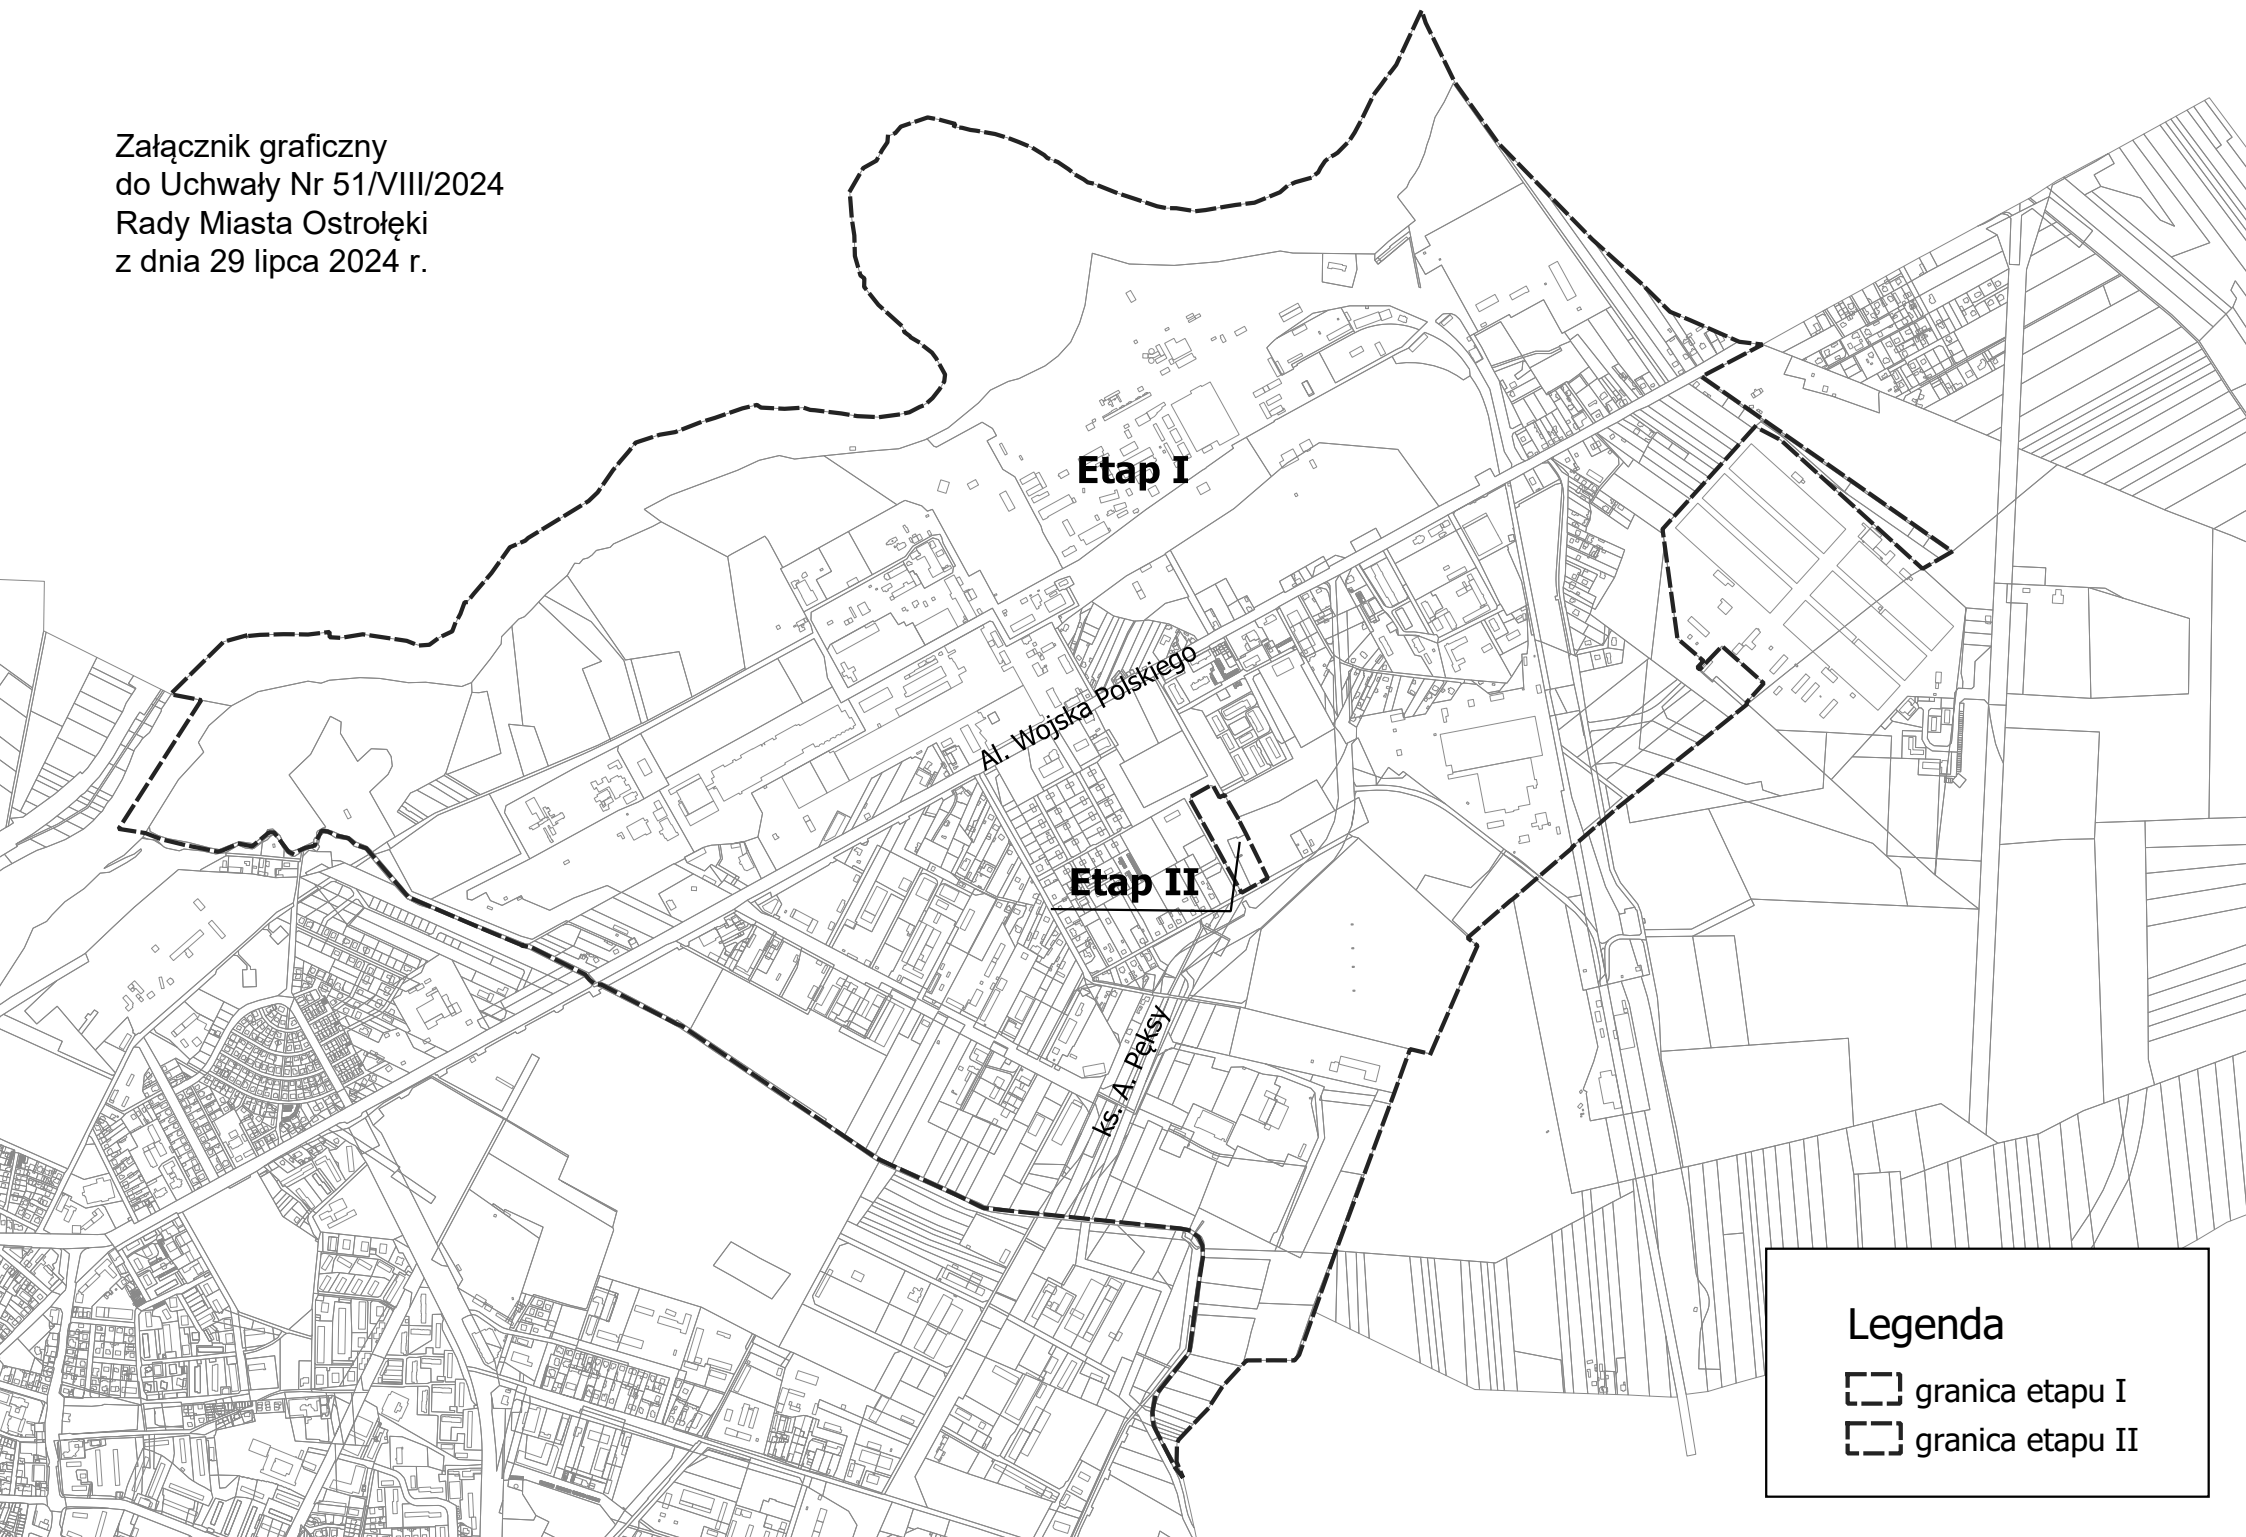 Załącznik graficzny
do Uchwały Nr 51/VIII/2024
Rady Miasta Ostrołęki
z dnia 29 lipca 2024 r.
Etap I
Al. Wojska Polskiego
Etap II
ks. A. Pęksy
Legenda
granica etapu I
granica etapu II